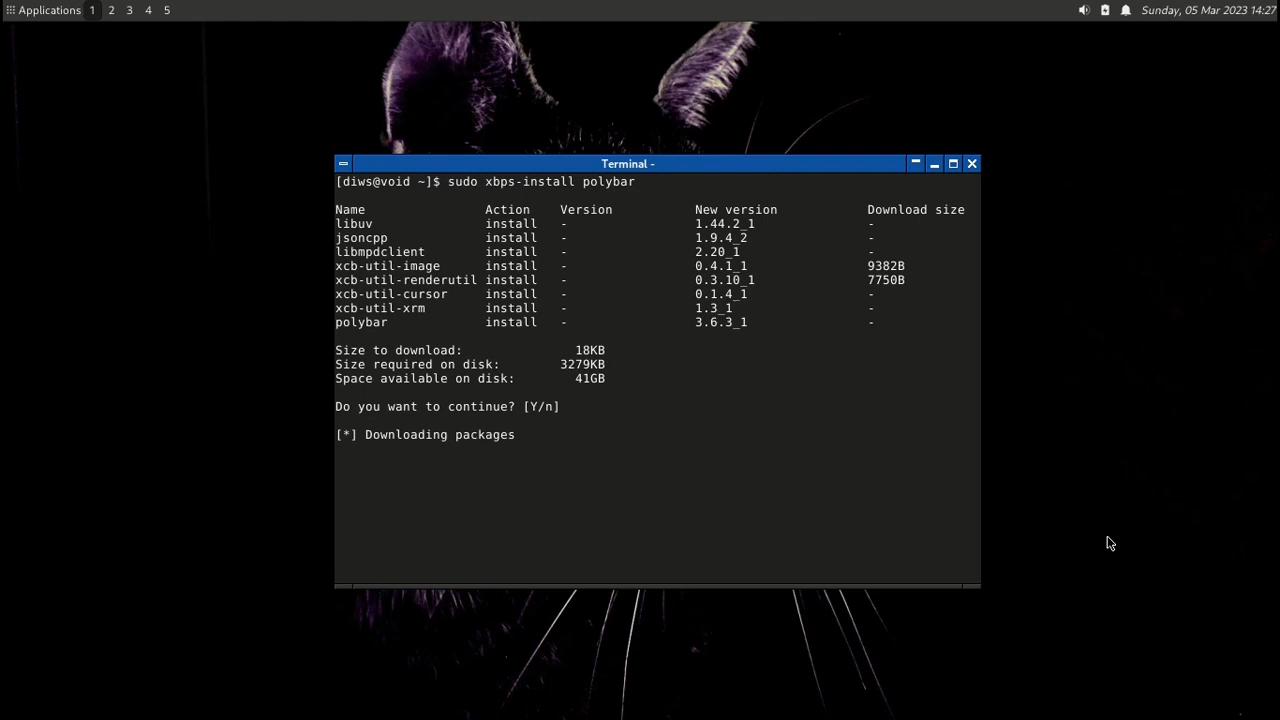 Applications 1 2 3 4 5 Sunday, 05 Mar 2023 14:27
Terminal -
[diws@void ~]$ sudo xbps-install polybar
Name Action Version New version Download size
libuv install - 1.44.2_1 -
jsoncpp install - 1.9.4_2 -
libmpdclient install - 2.20_1 -
xcb-util-image install - 0.4.1_1 9382B
xcb-util-renderutil install - 0.3.10_1 7750B
xcb-util-cursor install - 0.1.4_1 -
xcb-util-xrm install - 1.3_1 -
polybar install - 3.6.3_1 -
Size to download: 18KB
Size required on disk: 3279KB
Space available on disk: 41GB
Do you want to continue? [Y/n]
[*] Downloading packages